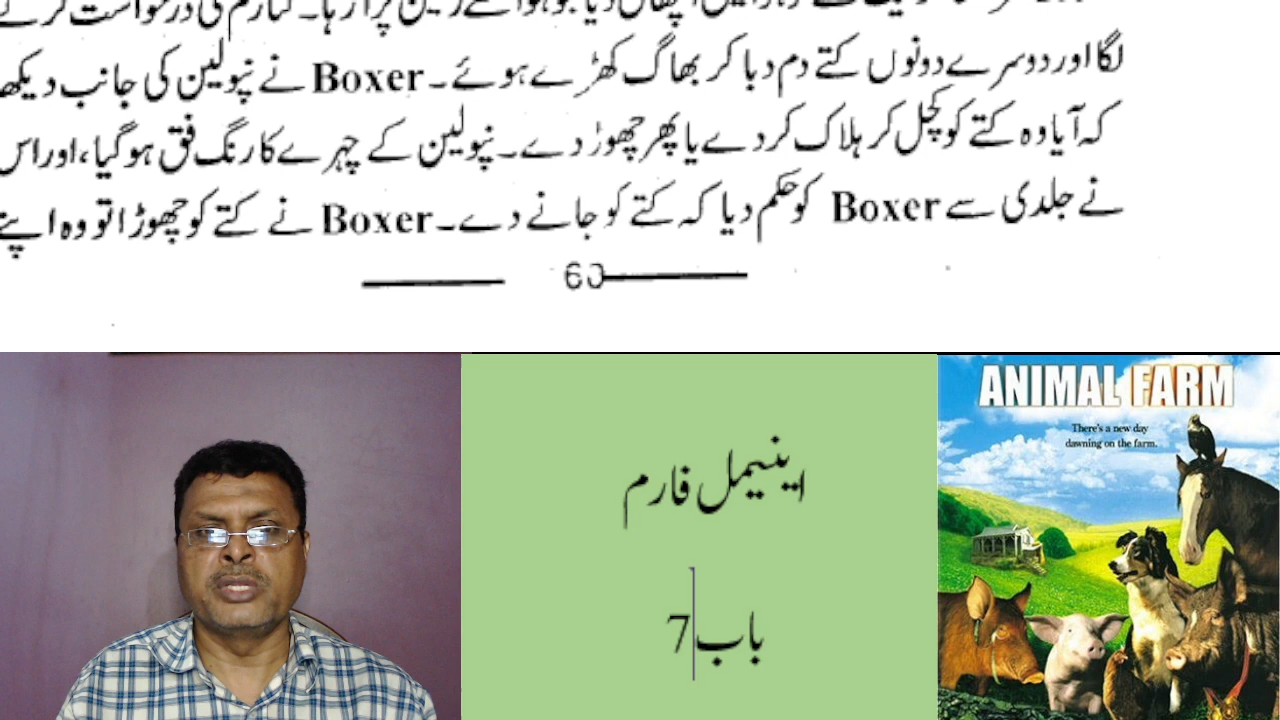 لگا اور دوسرے دونوں کتے دم دبا کر بھاگ کھڑے ہوئے۔ Boxer نے نپولین کی جانب دیکھا
کہ آیا وہ کتے کو کچل کر ہلاک کر دے یا پھر چھوڑ دے۔ نپولین کے چہرے کا رنگ فق ہو گیا، اور اس
نے جلدی سے Boxer کو حکم دیا کہ کتے کو جانے دے۔ Boxer نے کتے کو چھوڑا تو وہ اپنے
60
اینیمل فارم
باب 7
ANIMAL FARM
There's a new day
dawning on the farm.